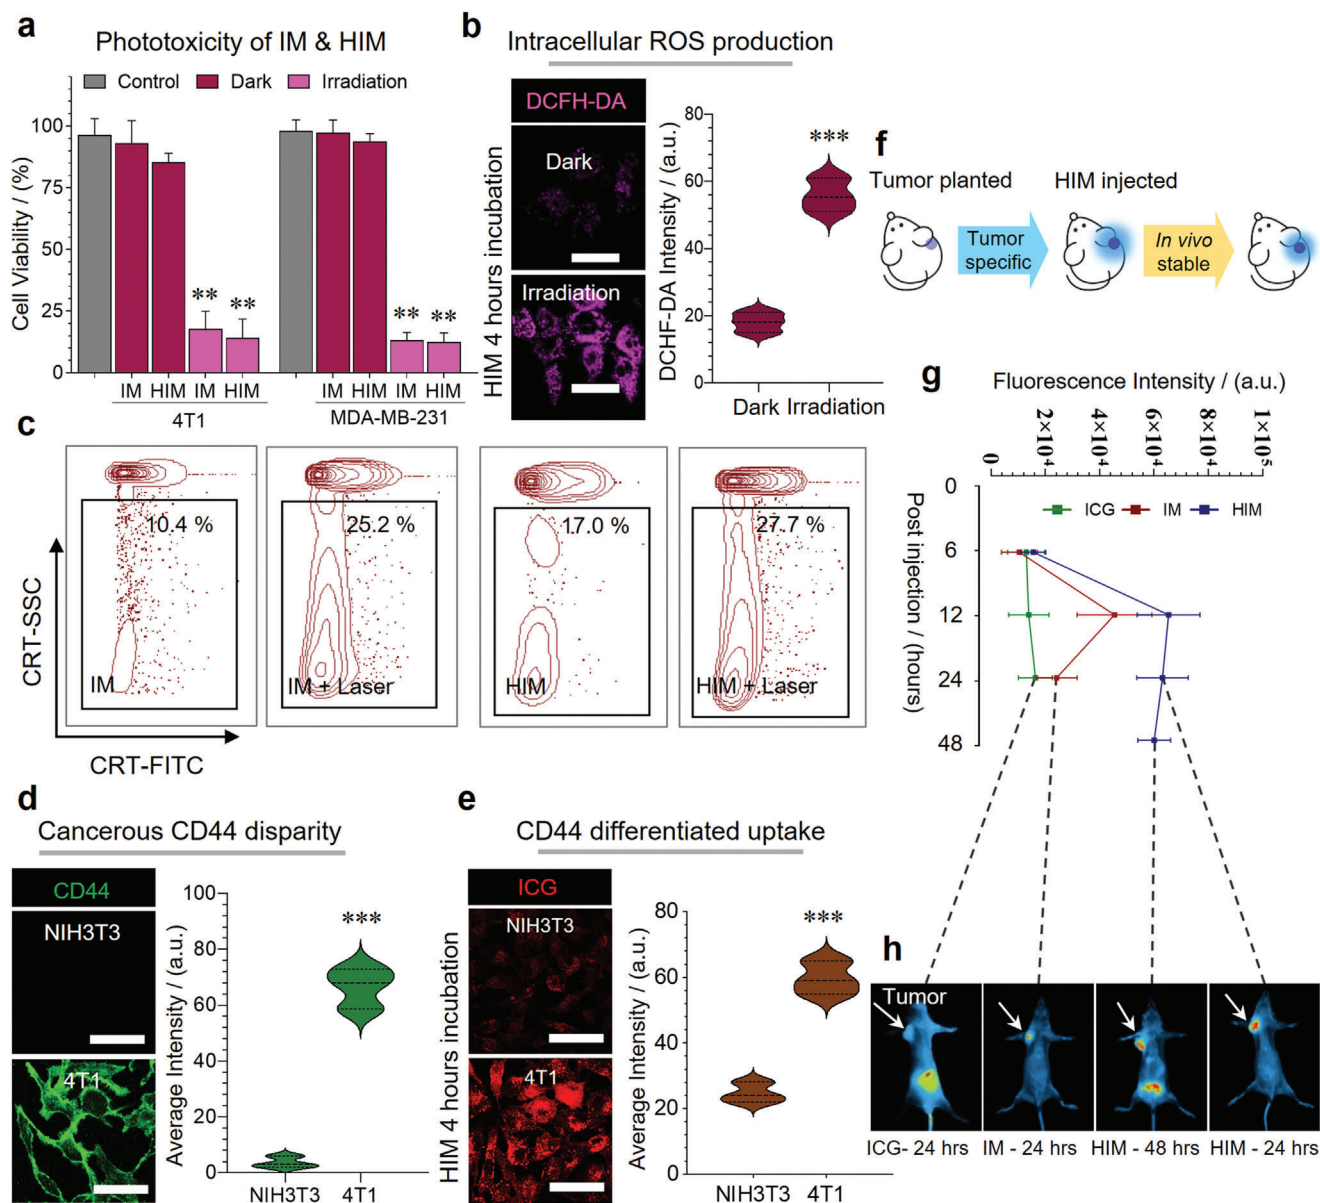 a
Phototoxicity of IM & HIM
Control Dark Irradiation
Cell Viability / (%)
100
75
50
25
0
** ** ** **
IM HIM IM HIM IM HIM IM HIM
4T1 MDA-MB-231
b
Intracellular ROS production
HIM 4 hours incubation
DCFH-DA
Dark
Irradiation
DCHF-DA Intensity / (a.u.)
80
60
40
20
0
***
Dark Irradiation
c
CRT-SSC
CRT-FITC
10.4 %
IM
25.2 %
IM + Laser
17.0 %
HIM
27.7 %
HIM + Laser
d
Cancerous CD44 disparity
CD44
NIH3T3
4T1
Average Intensity / (a.u.)
100
80
60
40
20
0
***
NIH3T3 4T1
e
CD44 differentiated uptake
HIM 4 hours incubation
ICG
NIH3T3
4T1
Average Intensity / (a.u.)
80
60
40
20
0
***
NIH3T3 4T1
f
Tumor planted HIM injected
Tumor
specific
In vivo
stable
g
Fluorescence Intensity / (a.u.)
0 2×10⁴ 4×10⁴ 6×10⁴ 8×10⁴ 1×10⁵
Post injection / (hours)
0
6
12
24
48
ICG IM HIM
h
Tumor
ICG- 24 hrs IM - 24 hrs HIM - 48 hrs HIM - 24 hrs